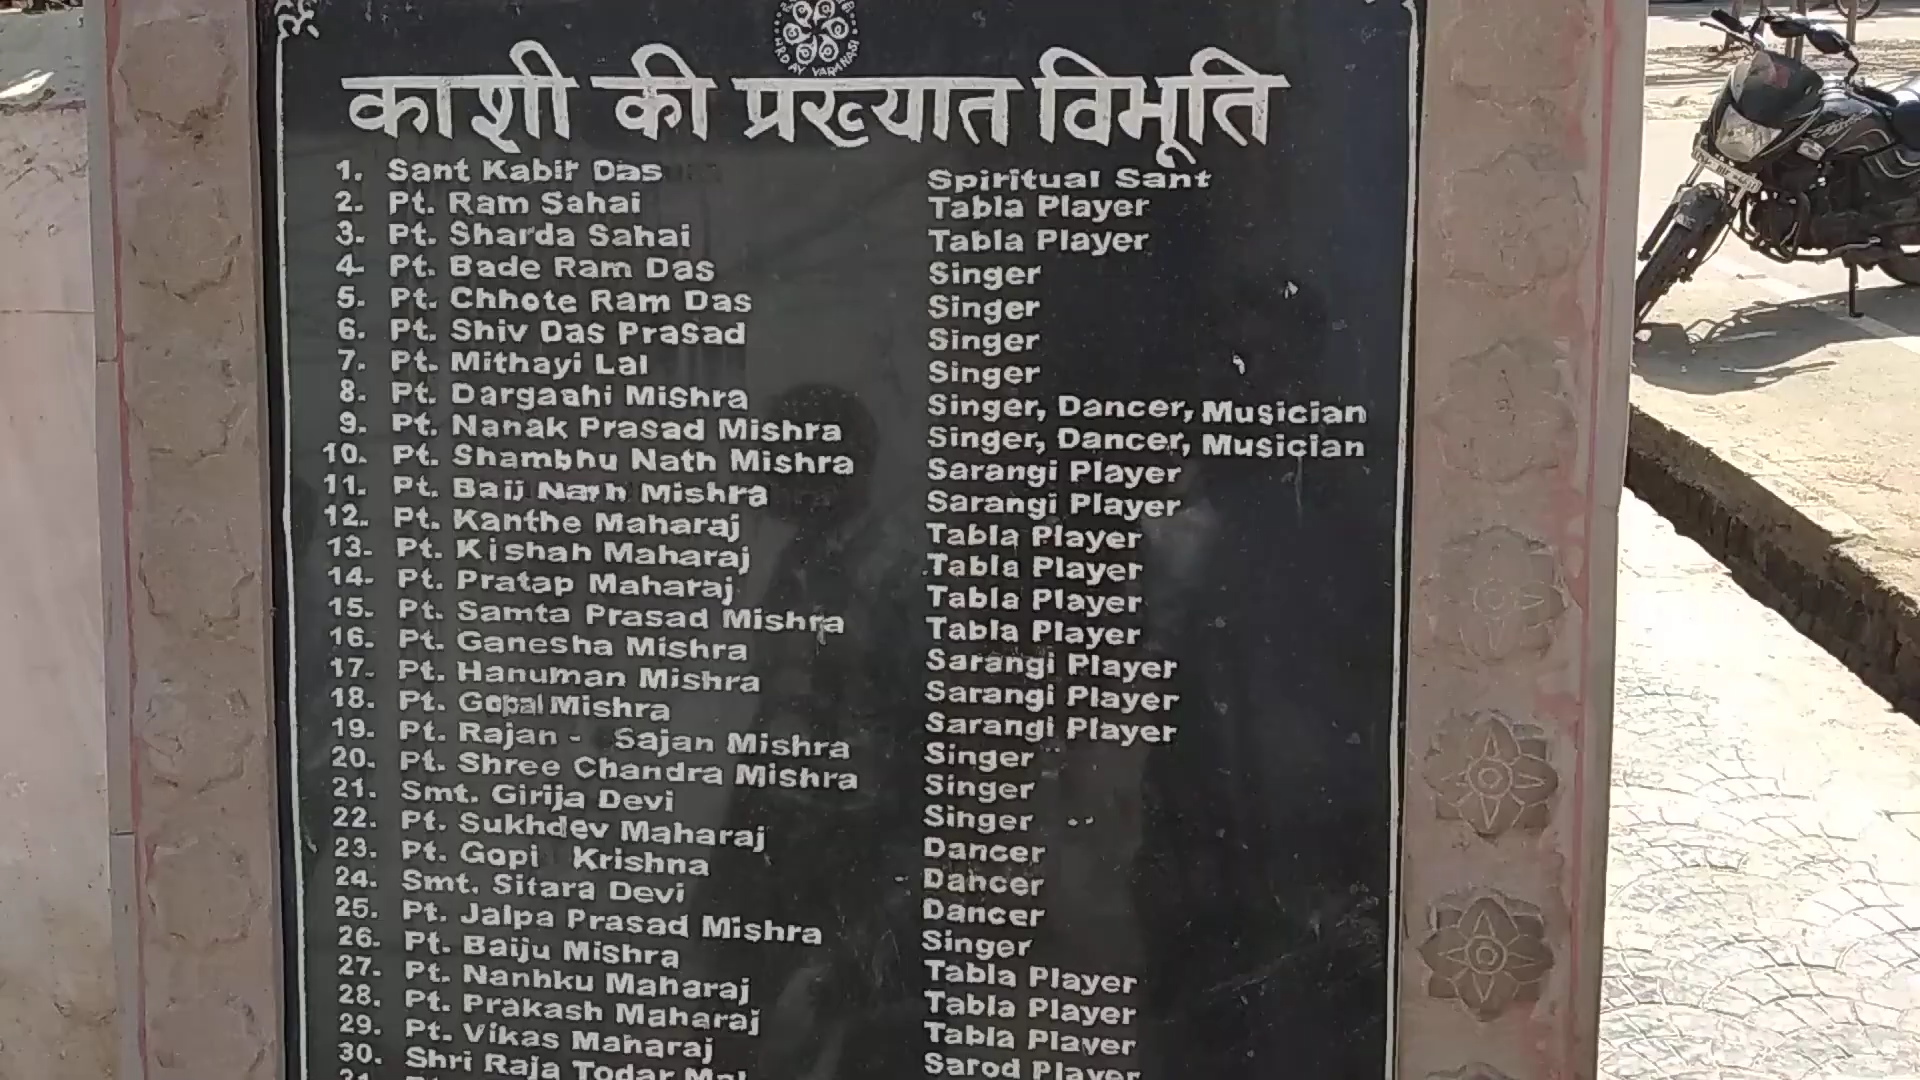 HRDAY VARANASI
काशी की प्रख्यात विभूति
1. Sant Kabir Das Spiritual Sant
2. Pt. Ram Sahai Tabla Player
3. Pt. Sharda Sahai Tabla Player
4. Pt. Bade Ram Das Singer
5. Pt. Chhote Ram Das Singer
6. Pt. Shiv Das Prasad Singer
7. Pt. Mithayi Lal Singer
8. Pt. Dargaahi Mishra Singer, Dancer, Musician
9. Pt. Nanak Prasad Mishra Singer, Dancer, Musician
10. Pt. Shambhu Nath Mishra Sarangi Player
11. Pt. Baij Nath Mishra Sarangi Player
12. Pt. Kanthe Maharaj Tabla Player
13. Pt. Kishah Maharaj Tabla Player
14. Pt. Pratap Maharaj Tabla Player
15. Pt. Samta Prasad Mishra Tabla Player
16. Pt. Ganesha Mishra Sarangi Player
17. Pt. Hanuman Mishra Sarangi Player
18. Pt. Gopal Mishra Sarangi Player
19. Pt. Rajan - Sajan Mishra Singer
20. Pt. Shree Chandra Mishra Singer
21. Smt. Girija Devi Singer
22. Pt. Sukhdev Maharaj Dancer
23. Pt. Gopi Krishna Dancer
24. Smt. Sitara Devi Dancer
25. Pt. Jalpa Prasad Mishra Singer
26. Pt. Baiju Mishra Tabla Player
27. Pt. Nanhku Maharaj Tabla Player
28. Pt. Prakash Maharaj Tabla Player
29. Pt. Vikas Maharaj Sarod Player
30. Shri Raja Todar Mal
31.